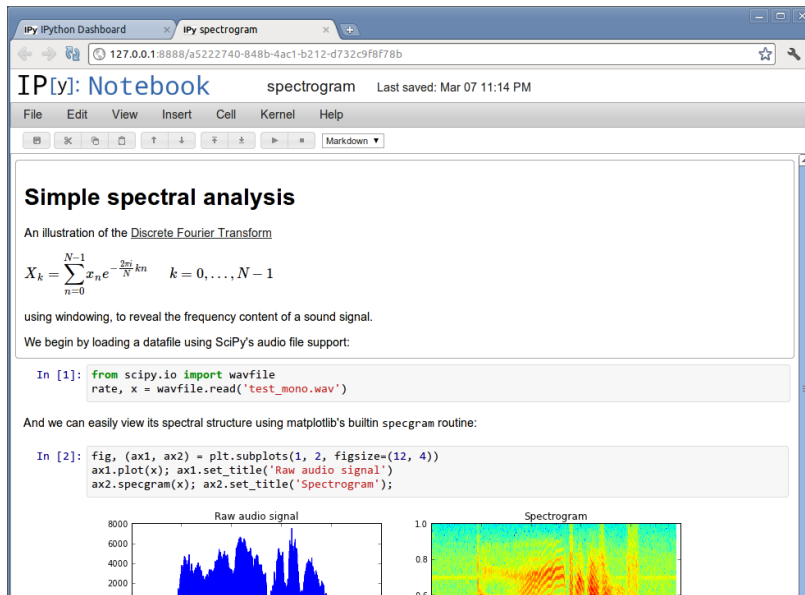 IPy IPython Dashboard
IPy spectrogram
127.0.0.1:8888/a5222740-848b-4ac1-b212-d732c9f8f78b
IP[y]: Notebook spectrogram Last saved: Mar 07 11:14 PM
File Edit View Insert Cell Kernel Help
Markdown
Simple spectral analysis
An illustration of the Discrete Fourier Transform
X_k = \sum_{n=0}^{N-1} x_n e^{-\frac{2\pi i}{N} kn} k = 0, . . . , N − 1
using windowing, to reveal the frequency content of a sound signal.
We begin by loading a datafile using SciPy's audio file support:
In [1]: from scipy.io import wavfile
rate, x = wavfile.read('test_mono.wav')
And we can easily view its spectral structure using matplotlib's builtin specgram routine:
In [2]: fig, (ax1, ax2) = plt.subplots(1, 2, figsize=(12, 4))
ax1.plot(x); ax1.set_title('Raw audio signal')
ax2.specgram(x); ax2.set_title('Spectrogram');
Raw audio signal
8000
6000
4000
2000
Spectrogram
1.0
0.8
0.6